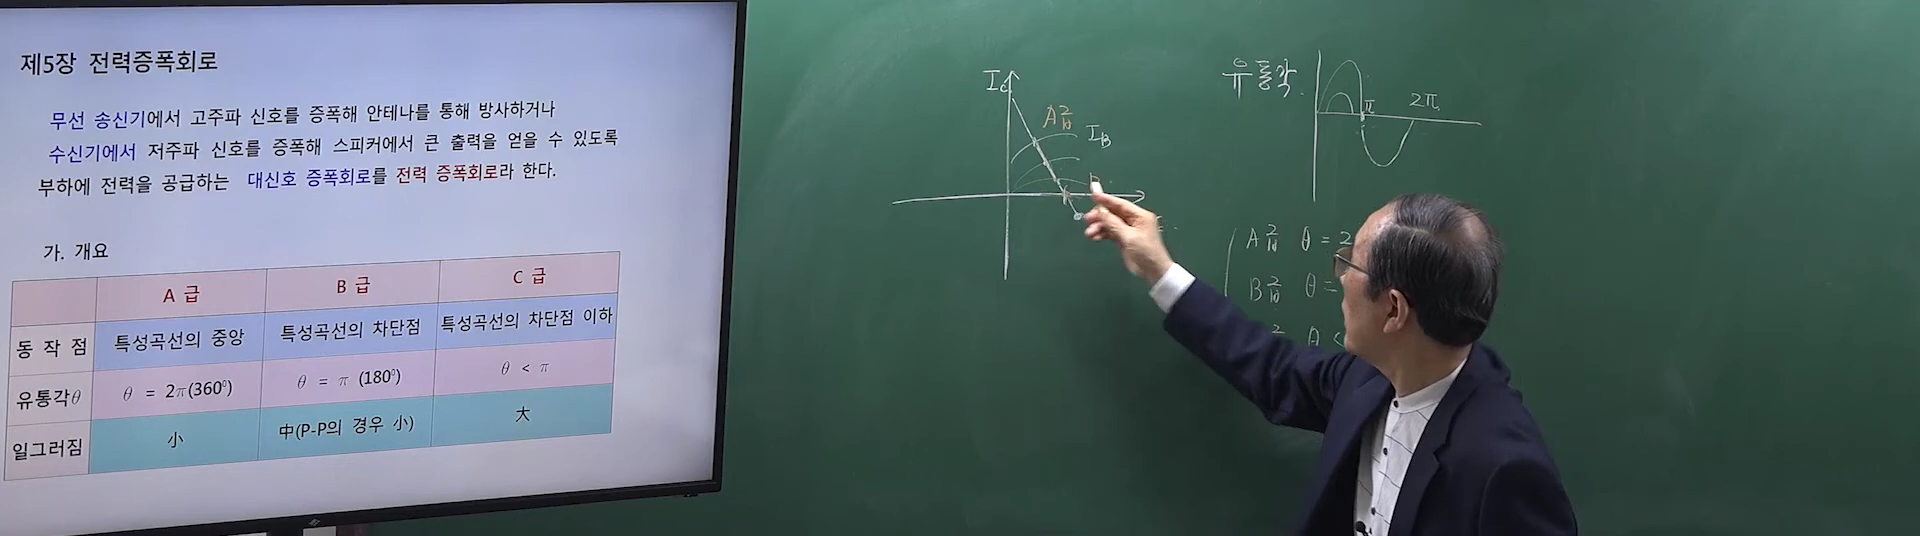 제5장 전력증폭회로
무선 송신기에서 고주파 신호를 증폭해 안테나를 통해 방사하거나
수신기에서 저주파 신호를 증폭해 스피커에서 큰 출력을 얻을 수 있도록
부하에 전력을 공급하는 대신호 증폭회로를 전력 증폭회로라 한다.
가. 개요
A 급 B 급 C 급
동 작 점 특성곡선의 중앙 특성곡선의 차단점 특성곡선의 차단점 이하
유통각θ θ = 2π(360⁰) θ = π (180⁰) θ < π
일그러짐 小 中(P-P의 경우 小) 大
Ic
A급
IB
유통각.
π
2π.
A급 θ = 2
B급 θ =
급 θ <